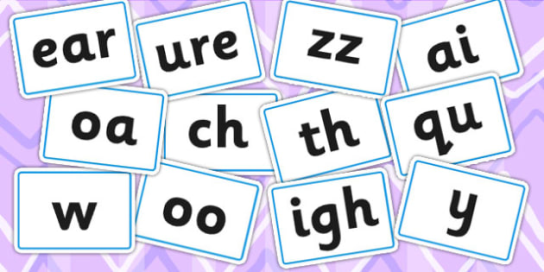 ear ure zz ai
oa ch th qu
w oo igh y